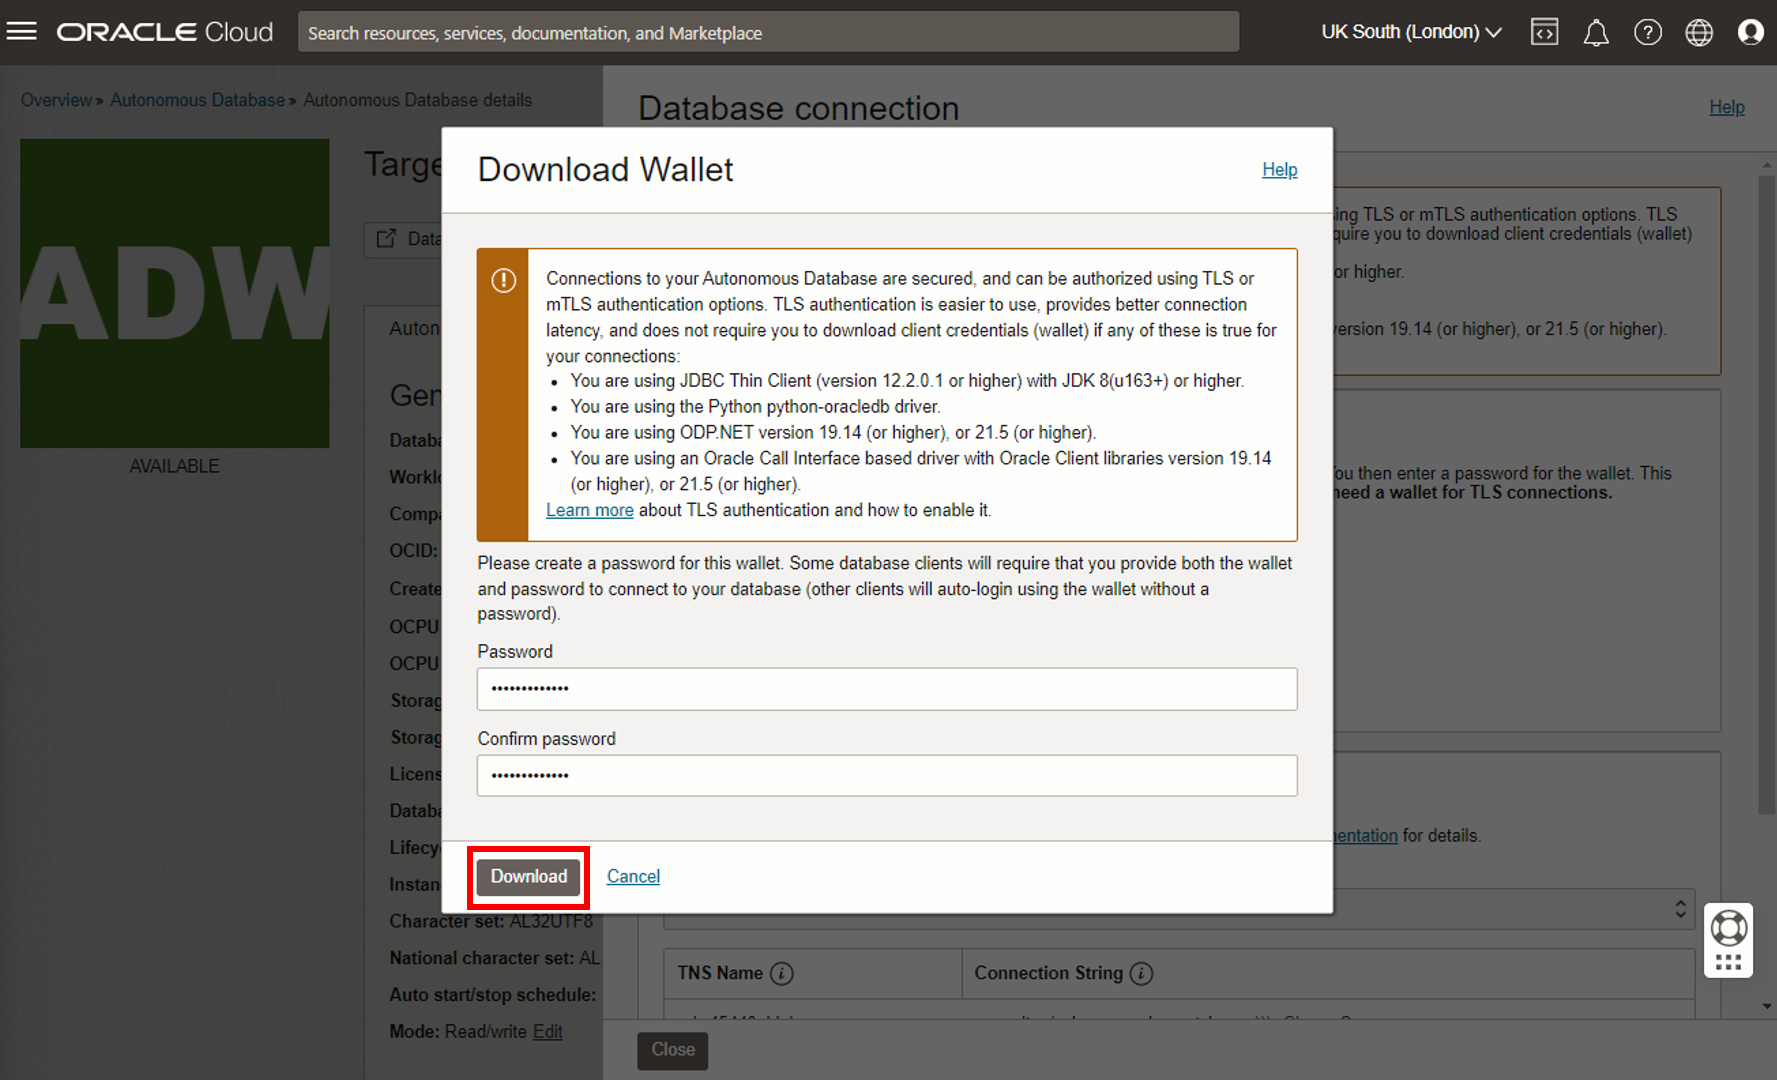 ORACLE Cloud
Search resources, services, documentation, and Marketplace
UK South (London)
Overview » Autonomous Database » Autonomous Database details
Database connection
Help
ADW
AVAILABLE
Targe
Data
Auton
Gen
Databa
Worklo
Compa
OCID:
Create
OCPU
OCPU
Storag
Storag
Licens
Databa
Lifecy
Instan
Character set: AL32UTF8
National character set: AL
Auto start/stop schedule:
Mode: Read/write Edit
Download Wallet
Help
Connections to your Autonomous Database are secured, and can be authorized using TLS or
mTLS authentication options. TLS authentication is easier to use, provides better connection
latency, and does not require you to download client credentials (wallet) if any of these is true for
your connections:
• You are using JDBC Thin Client (version 12.2.0.1 or higher) with JDK 8(u163+) or higher.
• You are using the Python python-oracledb driver.
• You are using ODP.NET version 19.14 (or higher), or 21.5 (or higher).
• You are using an Oracle Call Interface based driver with Oracle Client libraries version 19.14
(or higher), or 21.5 (or higher).
Learn more about TLS authentication and how to enable it.
Please create a password for this wallet. Some database clients will require that you provide both the wallet
and password to connect to your database (other clients will auto-login using the wallet without a
password).
Password
•••••••••••••
Confirm password
•••••••••••••
Download
Cancel
ing TLS or mTLS authentication options. TLS
quire you to download client credentials (wallet)
or higher.
ersion 19.14 (or higher), or 21.5 (or higher).
ou then enter a password for the wallet. This
need a wallet for TLS connections.
entation for details.
TNS Name
Connection String
Close